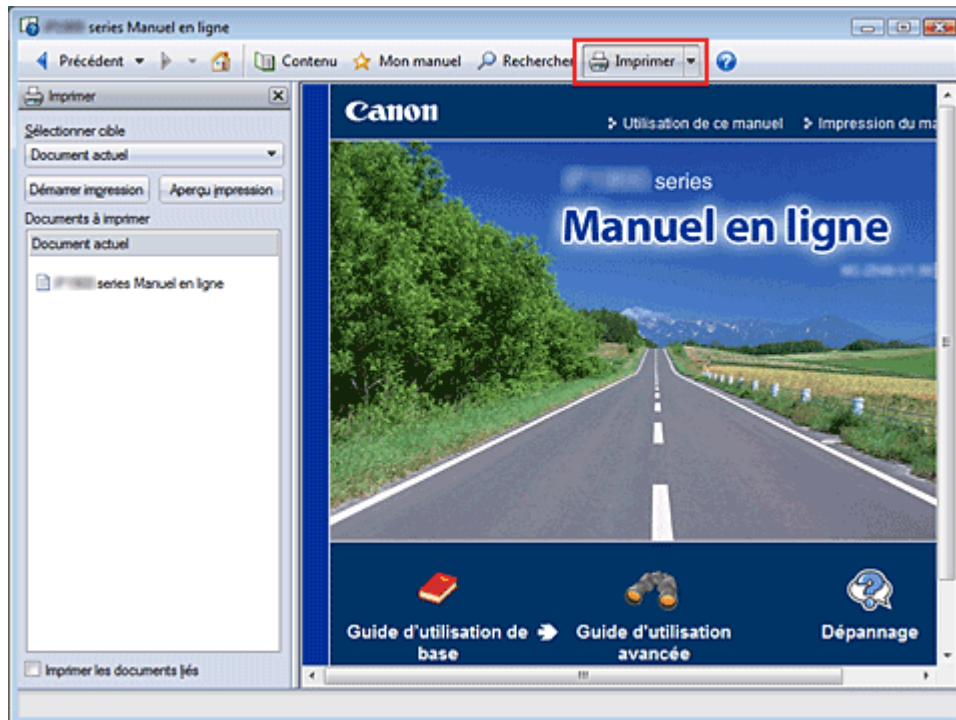 series Manuel en ligne
Précédent Contenu Mon manuel Rechercher Imprimer
Imprimer
Sélectionner cible
Document actuel
Démarrer impression Aperçu impression
Documents à imprimer
Document actuel
series Manuel en ligne
Imprimer les documents liés
Canon
Utilisation de ce manuel Impression du ma
series
Manuel en ligne
Guide d'utilisation de base
Guide d'utilisation avancée
Dépannage